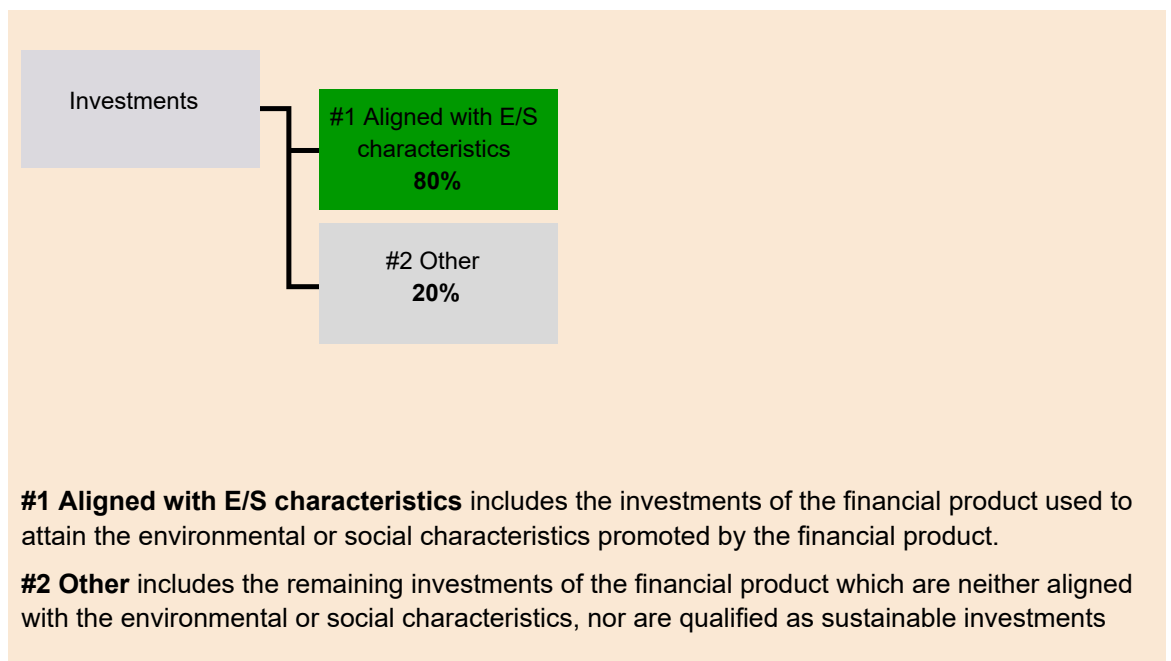 Investments
#1 Aligned with E/S
characteristics
80%
#2 Other
20%
#1 Aligned with E/S characteristics includes the investments of the financial product used to
attain the environmental or social characteristics promoted by the financial product.
#2 Other includes the remaining investments of the financial product which are neither aligned
with the environmental or social characteristics, nor are qualified as sustainable investments